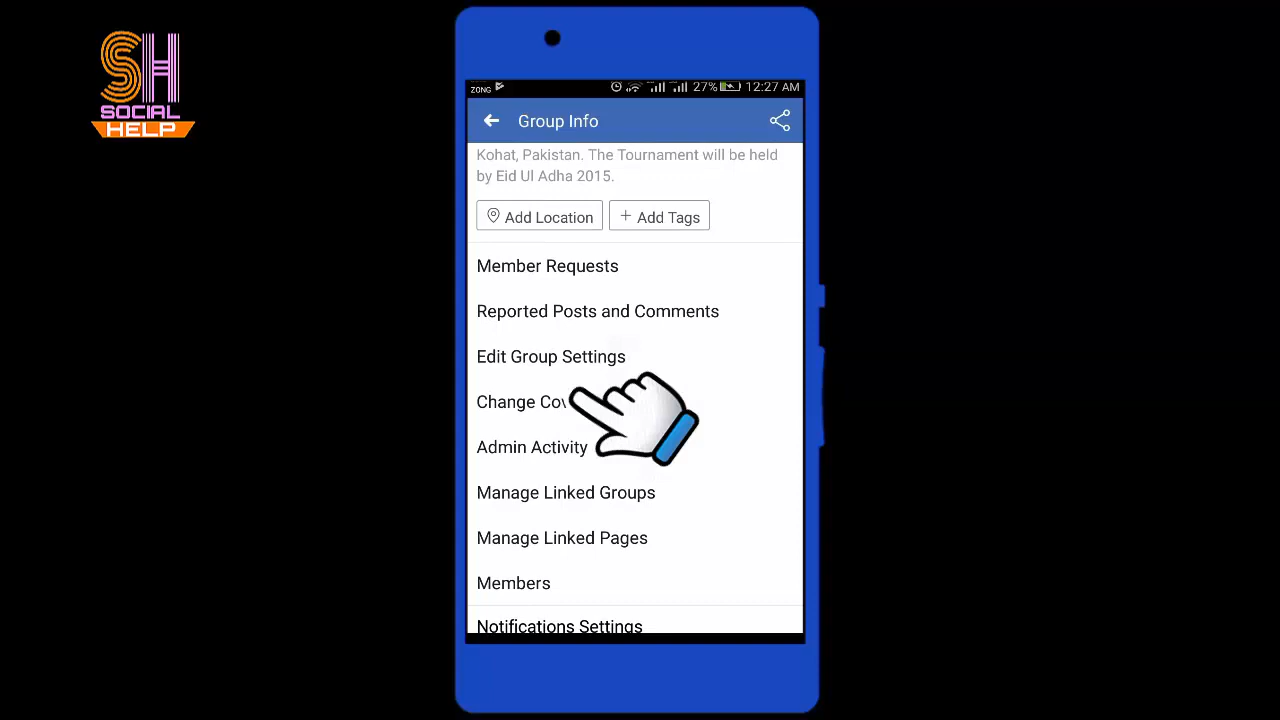 SH
SOCIAL
HELP
ZONG
27%
12:27 AM
Group Info
Kohat, Pakistan. The Tournament will be held
by Eid Ul Adha 2015.
Add Location
+ Add Tags
Member Requests
Reported Posts and Comments
Edit Group Settings
Change Cov
Admin Activity
Manage Linked Groups
Manage Linked Pages
Members
Notifications Settings